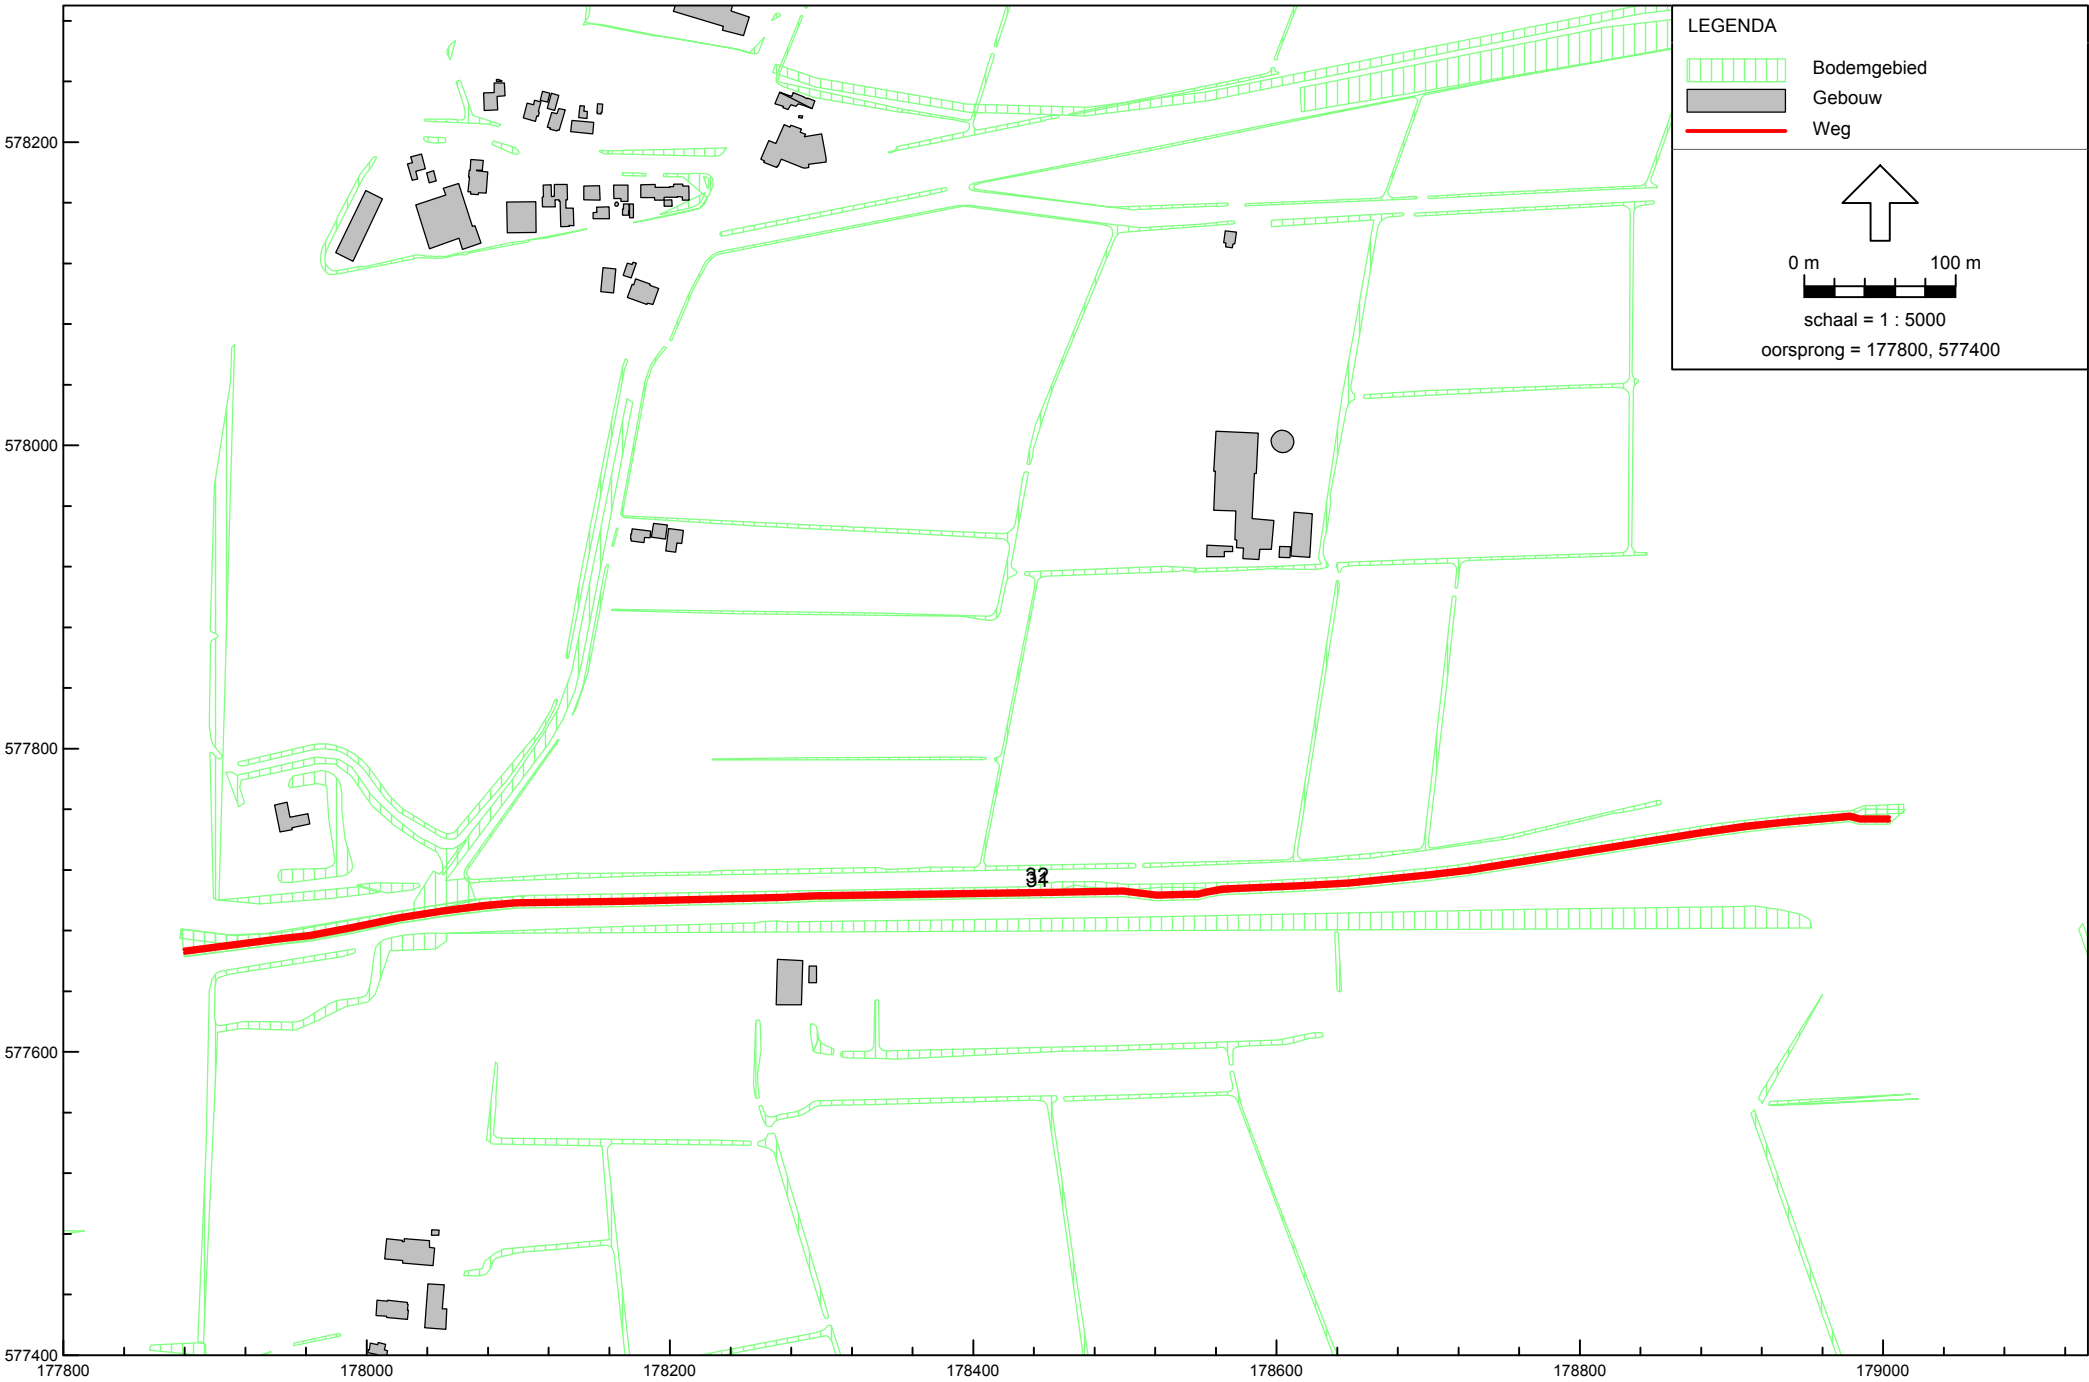 LEGENDA
Bodemgebied
Gebouw
Weg
0 m 100 m
schaal = 1 : 5000
oorsprong = 177800, 577400
578200
578000
577800
577600
577400
177800 178000 178200 178400 178600 178800 179000